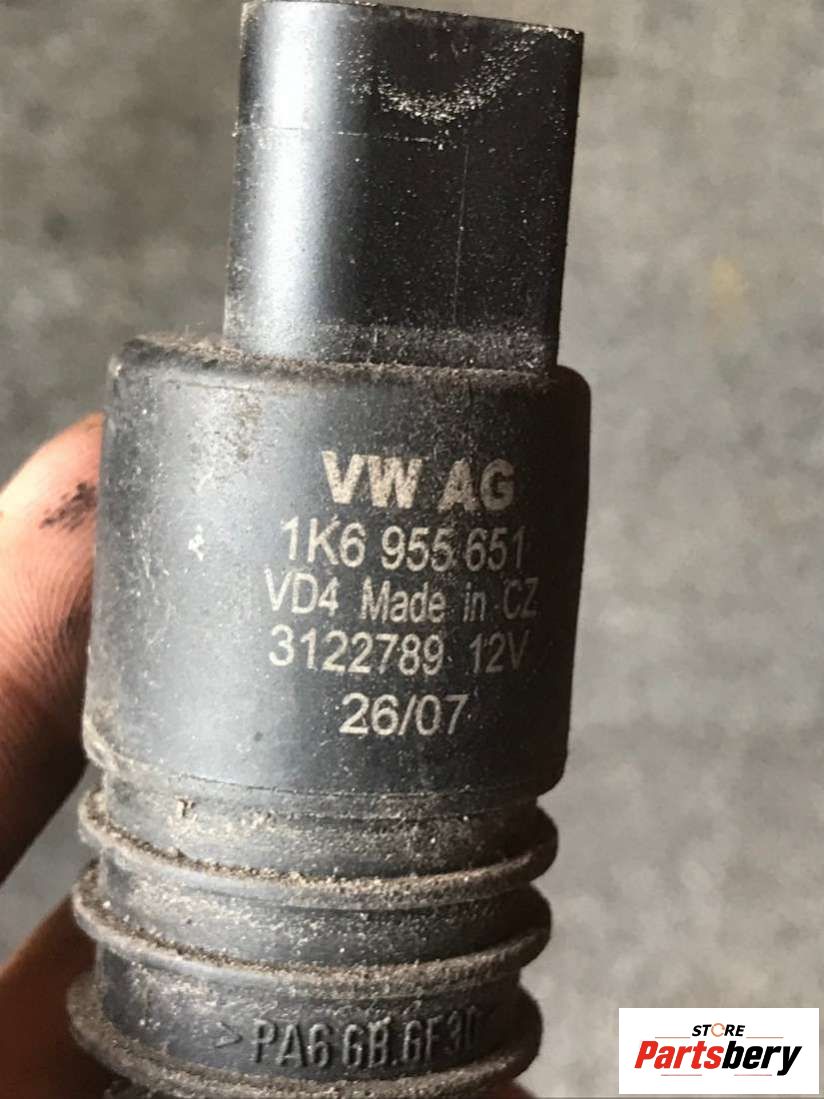 VW AG
1K6 955 651
VD4 Made in CZ
3122789 12V
26/07
STORE
Partsbery